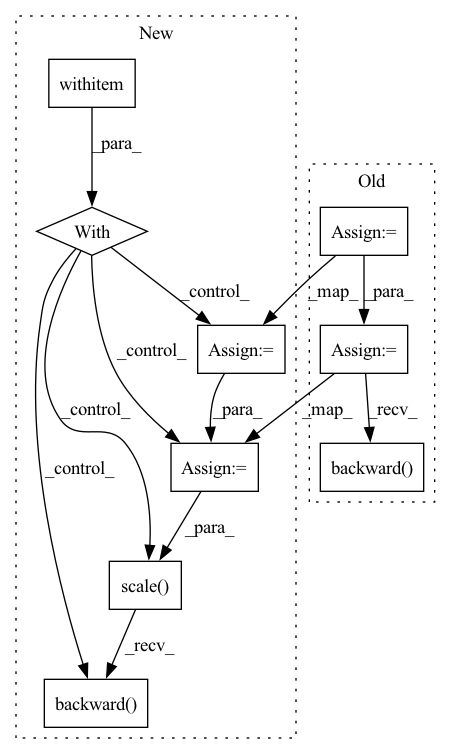 New
withitem
_para_
Old
With
Assign:=
_control_
_map_
_para_
Assign:=
Assign:=
_control_
_control_
_para_
_map_
_recv_
_control_
Assign:=
backward()
_para_
scale()
_recv_
backward()